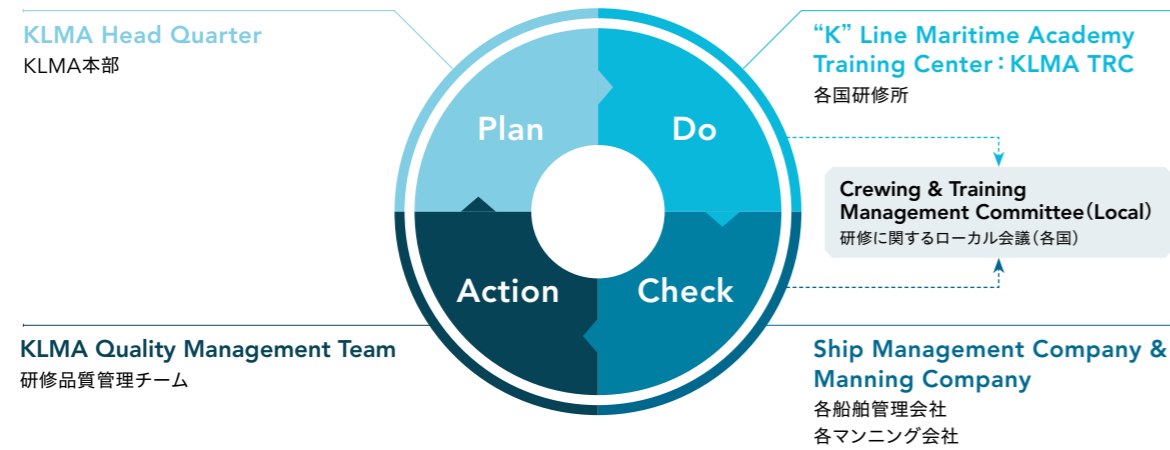 KLMA Head Quarter
KLMA本部
“K” Line Maritime Academy
Training Center：KLMA TRC
各国研修所
Plan
Do
Crewing & Training
Management Committee（Local）
研修に関するローカル会議（各国）
Action
Check
KLMA Quality Management Team
研修品質管理チーム
Ship Management Company &
Manning Company
各船舶管理会社
各マンニング会社